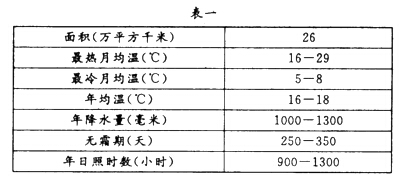 表一
面积(万平方千米) 26
最热月均温(℃) 16－29
最冷月均温(℃) 5－8
年均温(℃) 16－18
年降水量(毫米) 1000－1300
无霜期(天) 250－350
年日照时数(小时) 900－1300